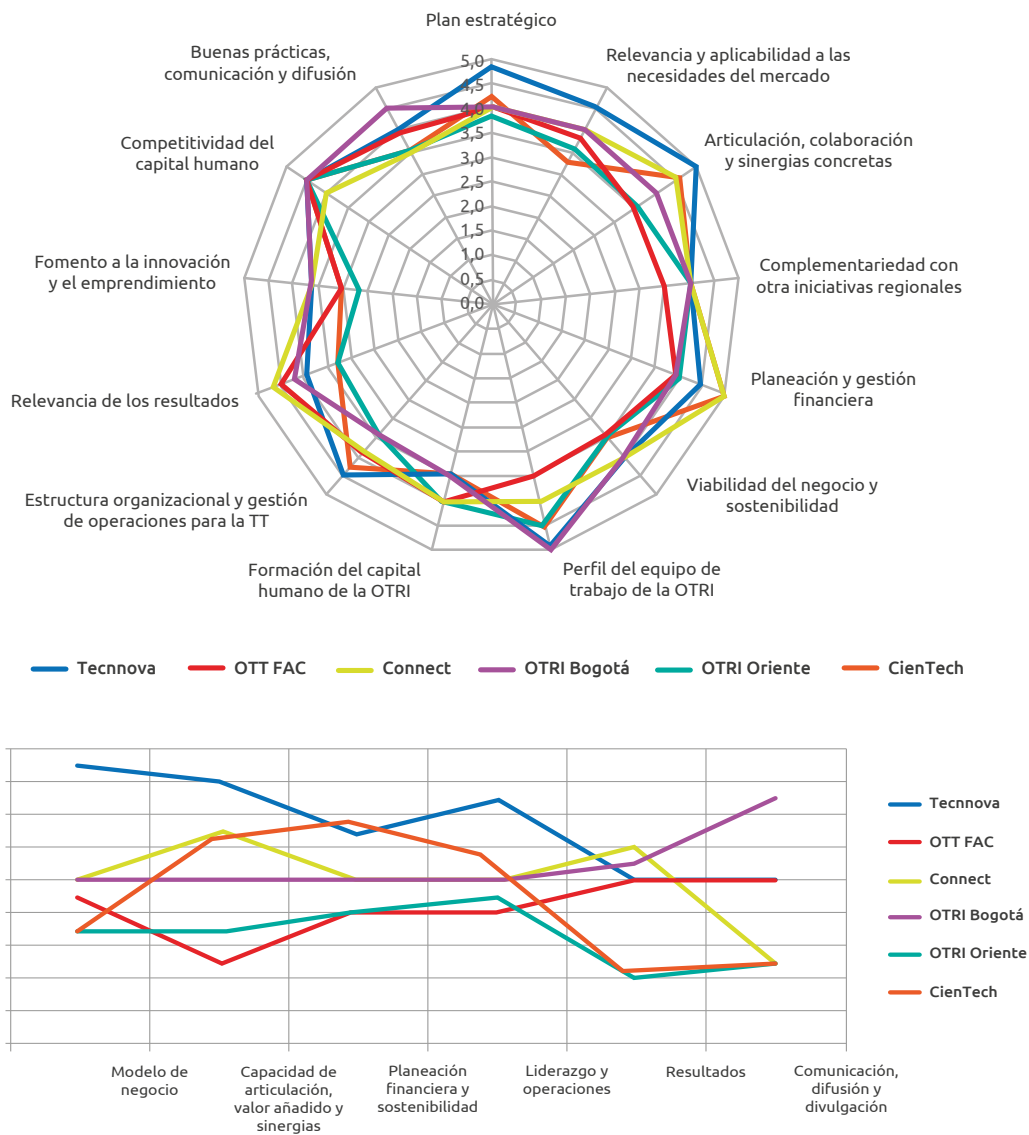 Plan estratégico
Buenas prácticas,
comunicación y difusión
Relevancia y aplicabilidad a las
necesidades del mercado
Competitividad del
capital humano
Articulación, colaboración
y sinergias concretas
Fomento a la innovación
y el emprendimiento
Complementariedad con
otra iniciativas regionales
Relevancia de los resultados
Planeación y gestión
financiera
Estructura organizacional y gestión
de operaciones para la TT
Viabilidad del negocio y
sostenibilidad
Formación del capital
humano de la OTRI
Perfil del equipo de
trabajo de la OTRI
5,0
4,5
4,0
3,5
3,0
2,5
2,0
1,5
1,0
0,5
0,0
Tecnnova
OTT FAC
Connect
OTRI Bogotá
OTRI Oriente
CienTech
Tecnnova
OTT FAC
Connect
OTRI Bogotá
OTRI Oriente
CienTech
Modelo de
negocio
Capacidad de
articulación,
valor añadido y
sinergias
Planeación
financiera y
sostenibilidad
Liderazgo y
operaciones
Resultados
Comunicación,
difusión y
divulgación